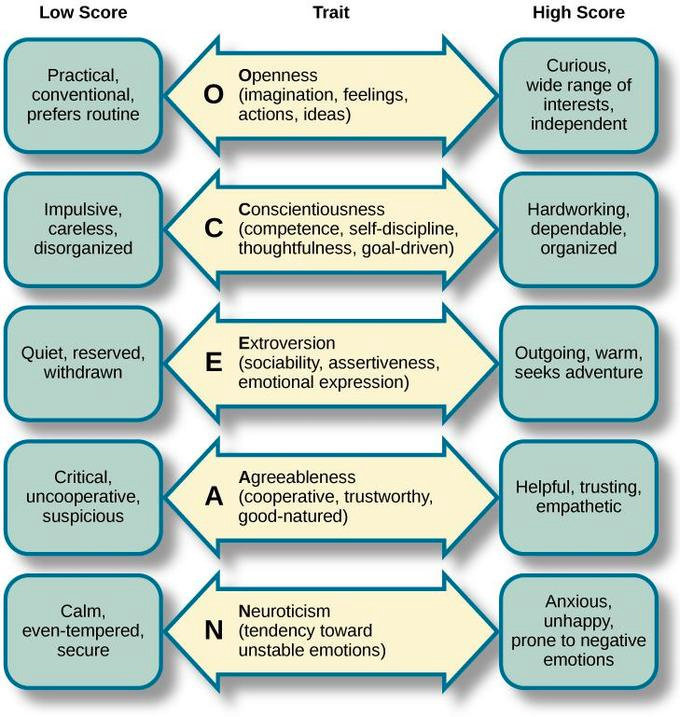 Low Score
Trait
High Score
Practical,
conventional,
prefers routine
O
Openness
(imagination, feelings,
actions, ideas)
Curious,
wide range of
interests,
independent
Impulsive,
careless,
disorganized
C
Conscientiousness
(competence, self-discipline,
thoughtfulness, goal-driven)
Hardworking,
dependable,
organized
Quiet, reserved,
withdrawn
E
Extroversion
(sociability, assertiveness,
emotional expression)
Outgoing, warm,
seeks adventure
Critical,
uncooperative,
suspicious
A
Agreeableness
(cooperative, trustworthy,
good-natured)
Helpful, trusting,
empathetic
Calm,
even-tempered,
secure
N
Neuroticism
(tendency toward
unstable emotions)
Anxious,
unhappy,
prone to negative
emotions